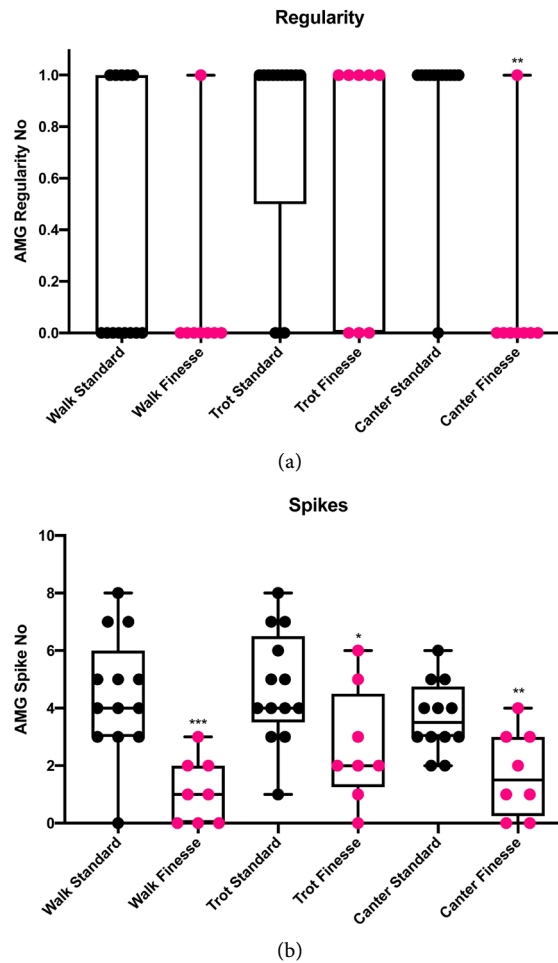 Regularity
AMG Regularity No
1.0
0.8
0.6
0.4
0.2
0.0
**
Walk Standard
Walk Finesse
Trot Standard
Trot Finesse
Canter Standard
Canter Finesse
(a)
Spikes
AMG Spike No
10
8
6
4
2
0
***
*
**
Walk Standard
Walk Finesse
Trot Standard
Trot Finesse
Canter Standard
Canter Finesse
(b)